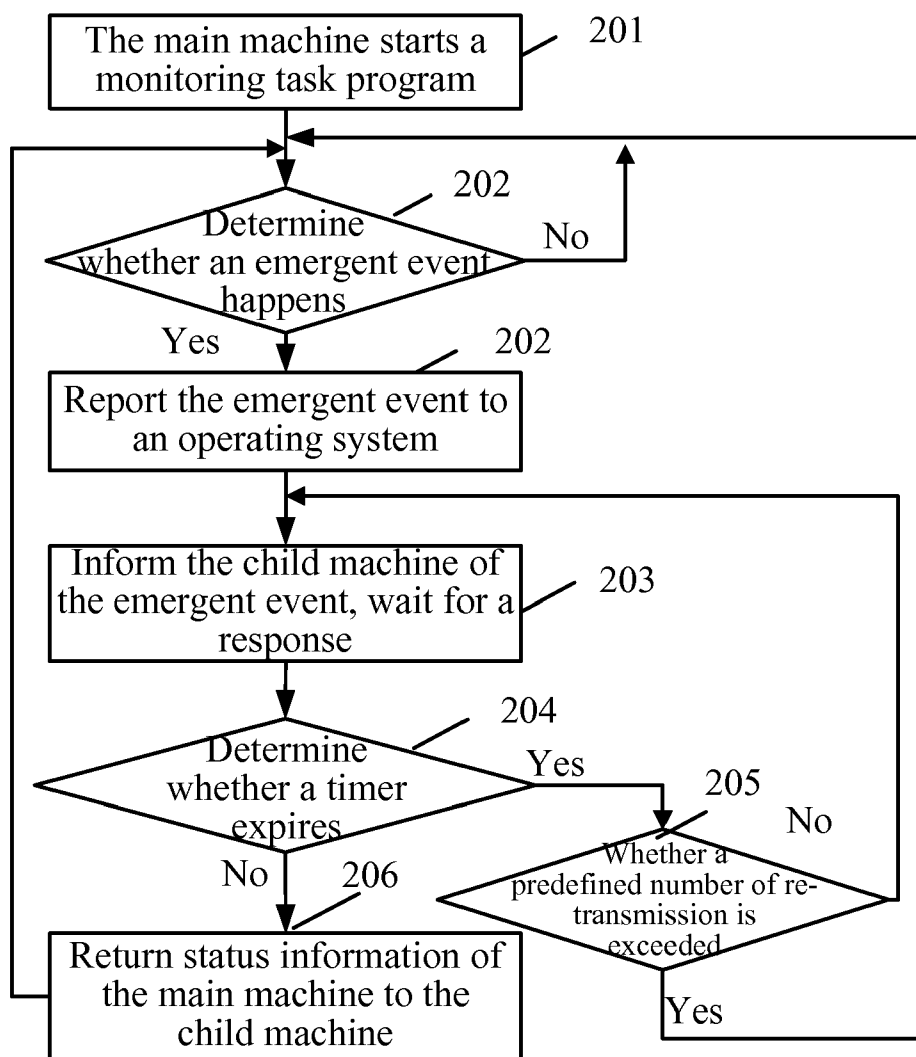 The main machine starts a
monitoring task program
201
202
Determine
whether an emergent event
happens
No
Yes
202
Report the emergent event to
an operating system
Inform the child machine of
the emergent event, wait for a
response
203
204
Determine
whether a timer
expires
Yes
205
No
Whether a
predefined number of re-
transmission is
exceeded
No
206
Return status information of
the main machine to the
child machine
Yes